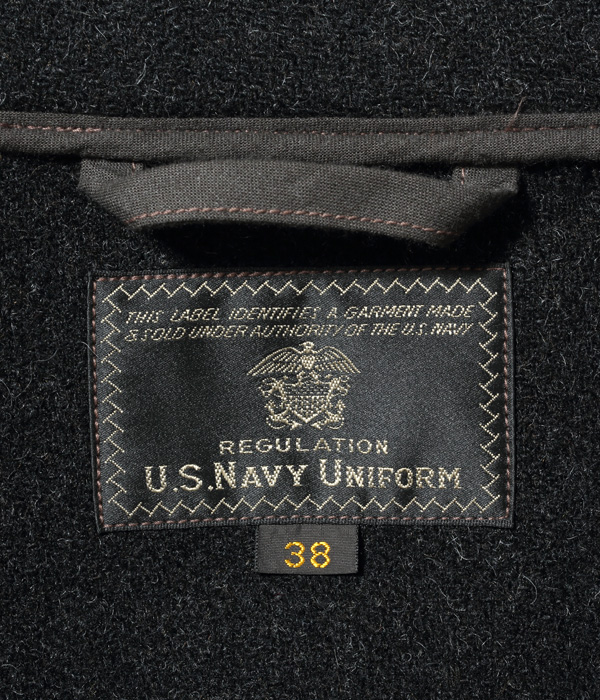 THIS LABEL IDENTIFIES A GARMENT MADE
& SOLD UNDER AUTHORITY OF THE U.S. NAVY
REGULATION
U.S. NAVY UNIFORM
38